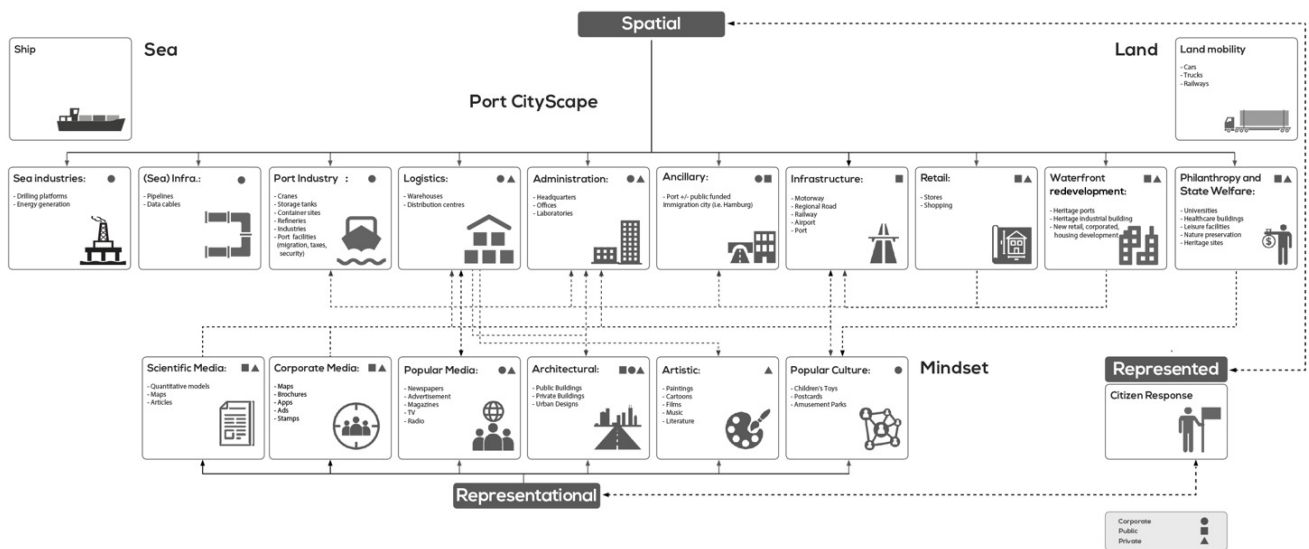 Spatial
Ship
Sea
Land
Land mobility
- Cars
- Trucks
- Railways
Port CityScape
Sea industries:
- Drilling platforms
- Energy generation
(Sea) Infra.:
- Pipelines
- Data cables
Port Industry :
- Cranes
- Storage tanks
- Container sites
- Refineries
- Industries
- Port facilities
(migration, taxes,
security)
Logistics:
- Warehouses
- Distribution centres
Administration:
- Headquarters
- Offices
- Laboratories
Ancillary:
- Port +/- public funded
Immigration city (i.e. Hamburg)
Infrastructure:
- Motorway
- Regional Road
- Railway
- Airport
- Port
Retail:
- Stores
- Shopping
Waterfront
redevelopment:
- Heritage ports
- Heritage industrial building
- New retail, corporated,
housing development
Philanthropy and
State Welfare:
- Universities
- Healthcare buildings
- Leisure facilities
- Nature preservation
- Heritage sites
$
Scientific Media:
- Quantitative models
- Maps
- Articles
Corporate Media:
- Maps
- Brochures
- Apps
- Ads
- Stamps
Popular Media:
- Newspapers
- Advertisement
- Magazines
- TV
- Radio
Architectural:
- Public Buildings
- Private Buildings
- Urban Designs
Artistic:
- Paintings
- Cartoons
- Films
- Music
- Literature
Popular Culture:
- Children's Toys
- Postcards
- Amusement Parks
Mindset
Represented
Citizen Response
Representational
Corporate
Public
Private